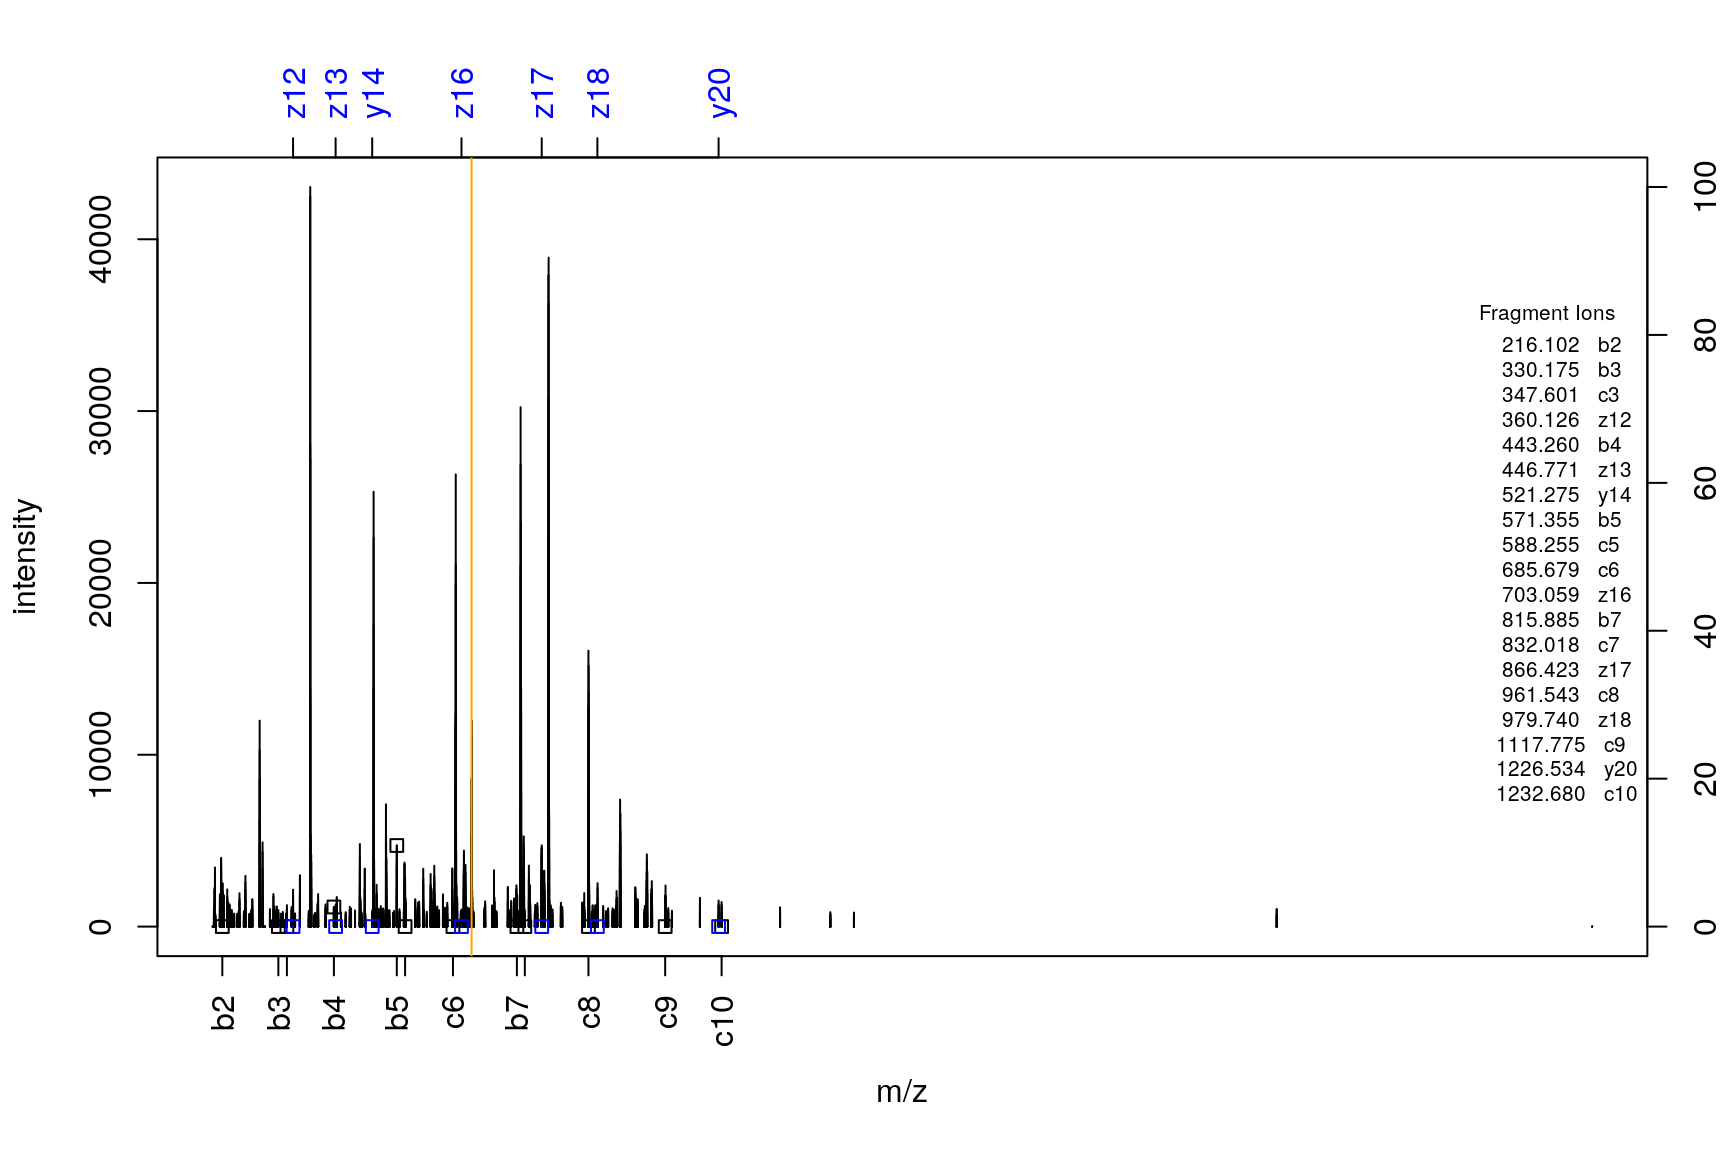 z12 z13 y14 z16 z17 z18 y20
intensity
0 10000 20000 30000 40000
0 20 40 60 80 100
Fragment Ions
216.102 b2
330.175 b3
347.601 c3
360.126 z12
443.260 b4
446.771 z13
521.275 y14
571.355 b5
588.255 c5
685.679 c6
703.059 z16
815.885 b7
832.018 c7
866.423 z17
961.543 c8
979.740 z18
1117.775 c9
1226.534 y20
1232.680 c10
b2 b3 b4 b5 c6 b7 c8 c9 c10
m/z